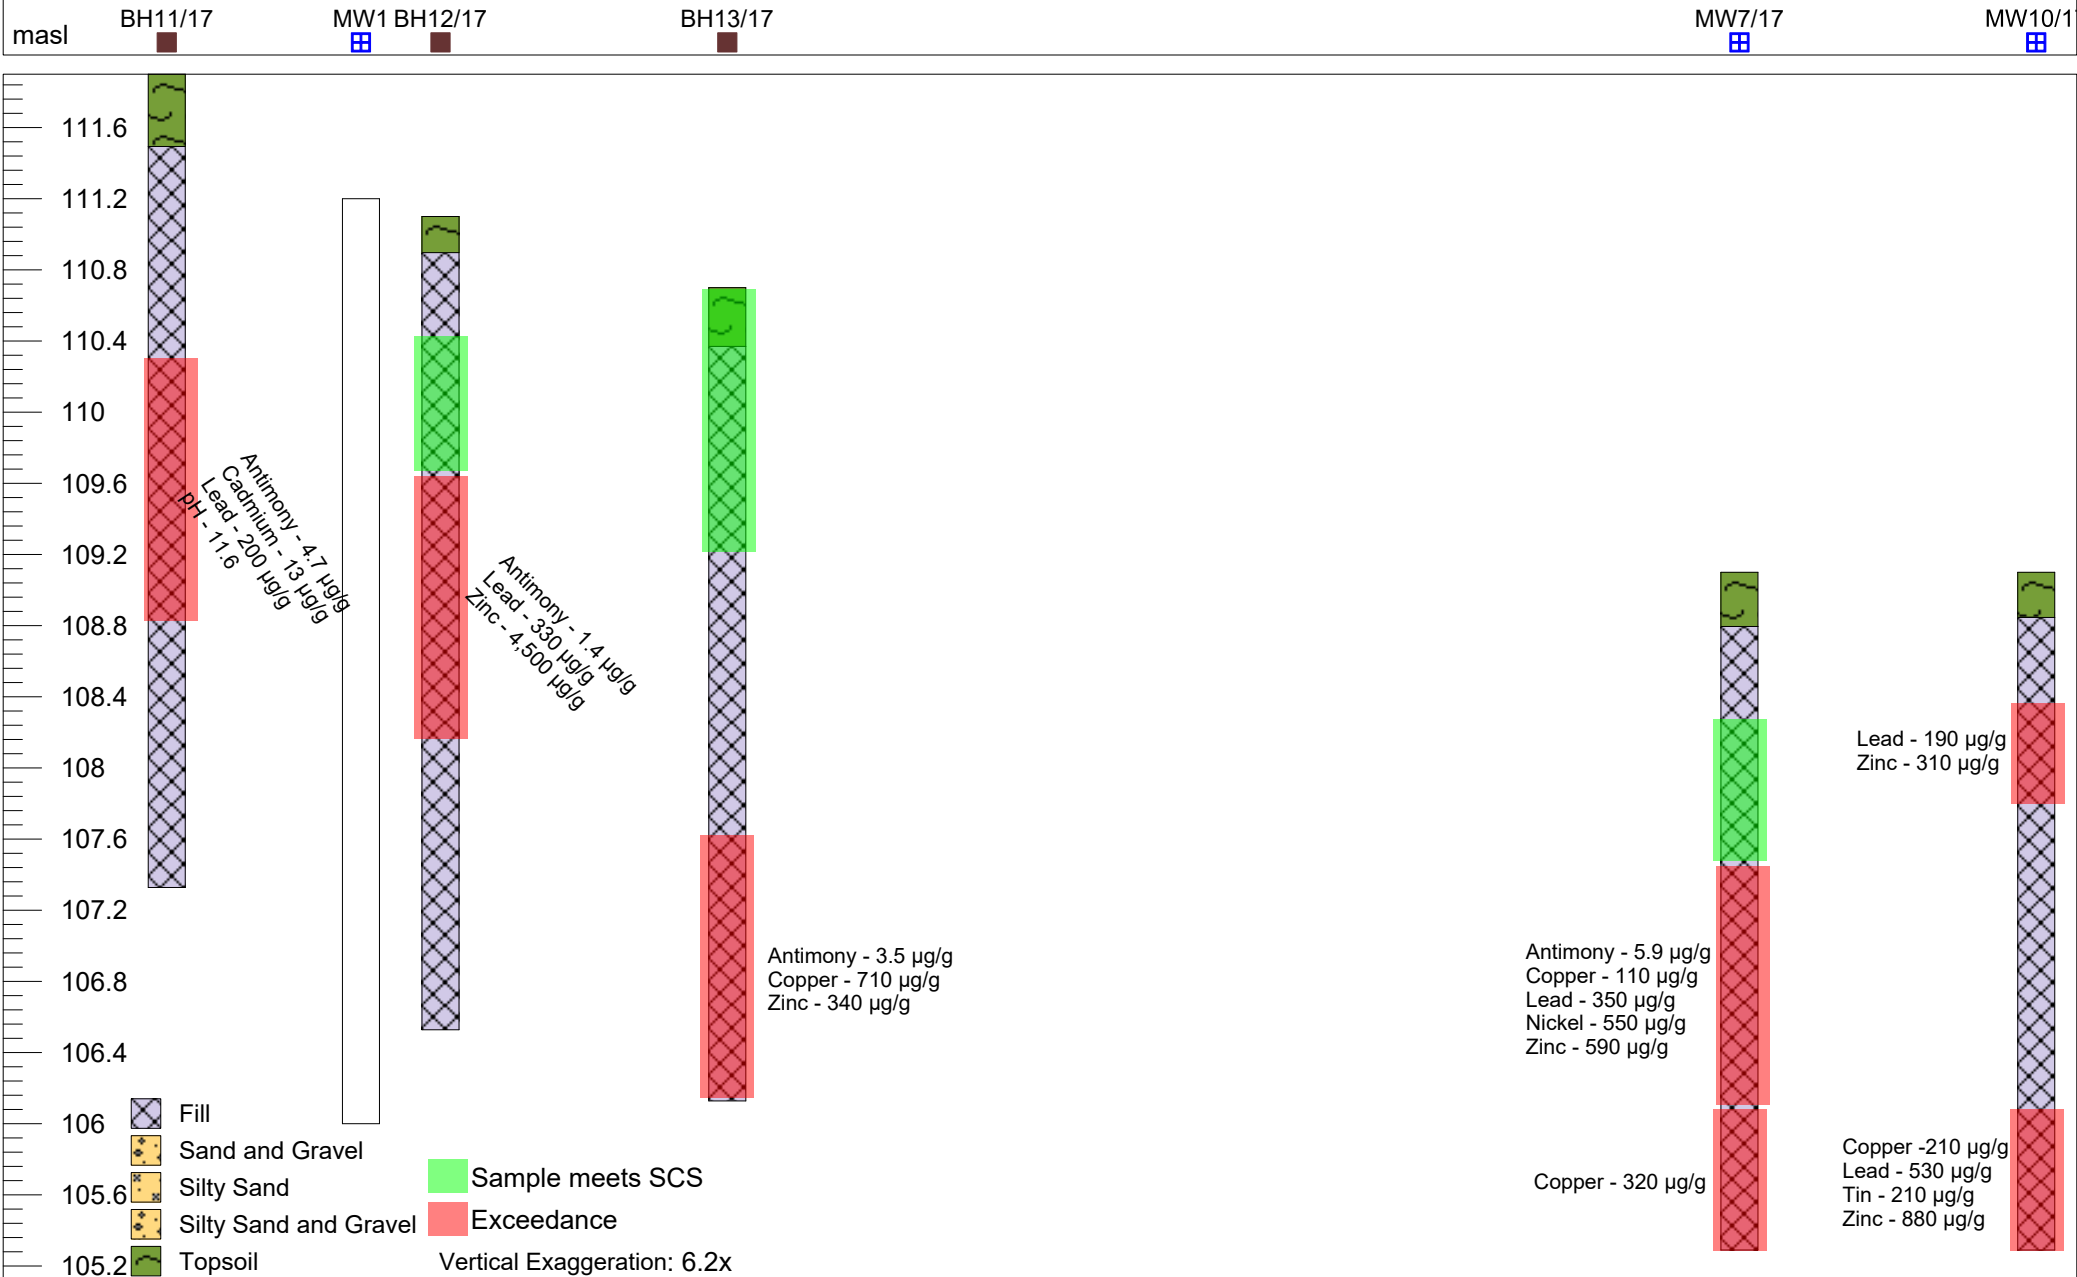 BH11/17
MW1
BH12/17
BH13/17
MW7/17
MW10/1
masl
111.6
111.2
110.8
110.4
110
109.6
109.2
108.8
108.4
108
107.6
107.2
106.8
106.4
106
105.6
105.2
Antimony - 4.7 µg/g
Cadmium - 13 µg/g
Lead - 200 µg/g
pH - 11.6
Antimony - 1.4 µg/g
Lead - 330 µg/g
Zinc - 4,500 µg/g
Antimony - 3.5 µg/g
Copper - 710 µg/g
Zinc - 340 µg/g
Antimony - 5.9 µg/g
Copper - 110 µg/g
Lead - 350 µg/g
Nickel - 550 µg/g
Zinc - 590 µg/g
Copper - 320 µg/g
Lead - 190 µg/g
Zinc - 310 µg/g
Copper -210 µg/g
Lead - 530 µg/g
Tin - 210 µg/g
Zinc - 880 µg/g
Fill
Sand and Gravel
Silty Sand
Silty Sand and Gravel
Topsoil
Sample meets SCS
Exceedance
Vertical Exaggeration: 6.2x